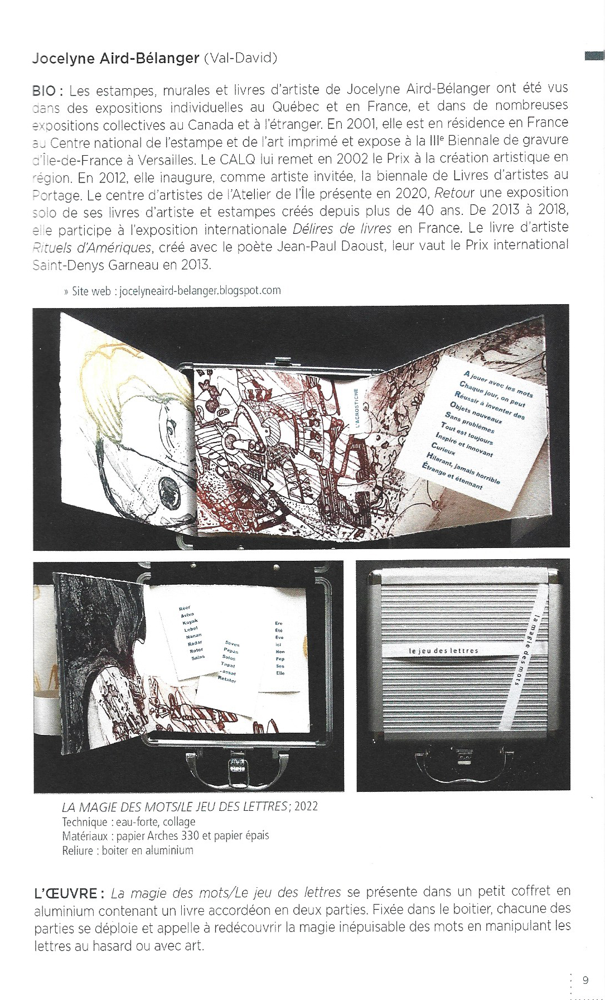 Jocelyne Aird-Bélanger (Val-David)
BIO : Les estampes, murales et livres d'artiste de Jocelyne Aird-Bélanger ont été vus
dans des expositions individuelles au Québec et en France, et dans de nombreuses
expositions collectives au Canada et à l'étranger. En 2001, elle est en résidence en France
au Centre national de l'estampe et de l'art imprimé et expose à la IIIe Biennale de gravure
d'Île-de-France à Versailles. Le CALQ lui remet en 2002 le Prix à la création artistique en
région. En 2012, elle inaugure, comme artiste invitée, la biennale de Livres d'artistes au
Portage. Le centre d'artistes de l'Atelier de l'Île présente en 2020, Retour une exposition
solo de ses livres d'artiste et estampes créés depuis plus de 40 ans. De 2013 à 2018,
elle participe à l'exposition internationale Délires de livres en France. Le livre d'artiste
Rituels d'Amériques, créé avec le poète Jean-Paul Daoust, leur vaut le Prix international
Saint-Denys Garneau en 2013.
» Site web : jocelyneaird-belanger.blogspot.com
L'ACROSTICHE
A jouer avec les mots
Chaque jour, on peut
Réussir à inventer des
Objets nouveaux
Sans problèmes
Tout est toujours
Inspiré et innovant
Curieux
Hilarant, jamais horrible
Étrange et étonnant
Reer
Aviva
Kayak
Lebel
Nanan
Radar
Rotor
Salas
Seves
Papas
Solos
Tapat
assat
Retater
Ere
Eté
Eve
ici
Non
Pep
Ses
Elle
le jeu des lettres
la magie des mots
LA MAGIE DES MOTS/LE JEU DES LETTRES; 2022
Technique : eau-forte, collage
Matériaux : papier Arches 330 et papier épais
Reliure : boiter en aluminium
L'ŒUVRE : La magie des mots/Le jeu des lettres se présente dans un petit coffret en
aluminium contenant un livre accordéon en deux parties. Fixée dans le boitier, chacune des
parties se déploie et appelle à redécouvrir la magie inépuisable des mots en manipulant les
lettres au hasard ou avec art.
9